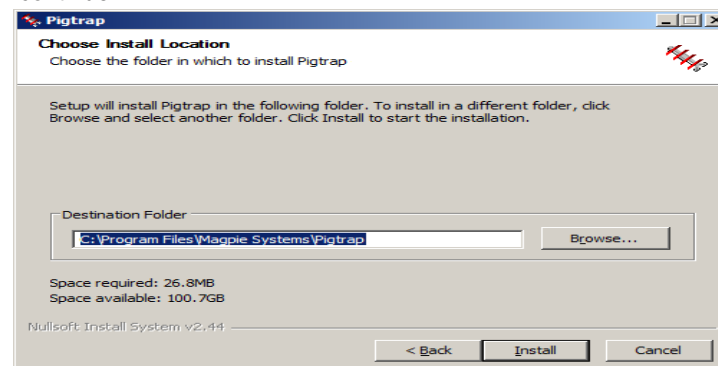 Pigtrap
Choose Install Location
Choose the folder in which to install Pigtrap
Setup will install Pigtrap in the following folder. To install in a different folder, click
Browse and select another folder. Click Install to start the installation.
Destination Folder
C:\Program Files\Magpie Systems\Pigtrap
Browse...
Space required: 26.8MB
Space available: 100.7GB
Nullsoft Install System v2.44
< Back Install Cancel